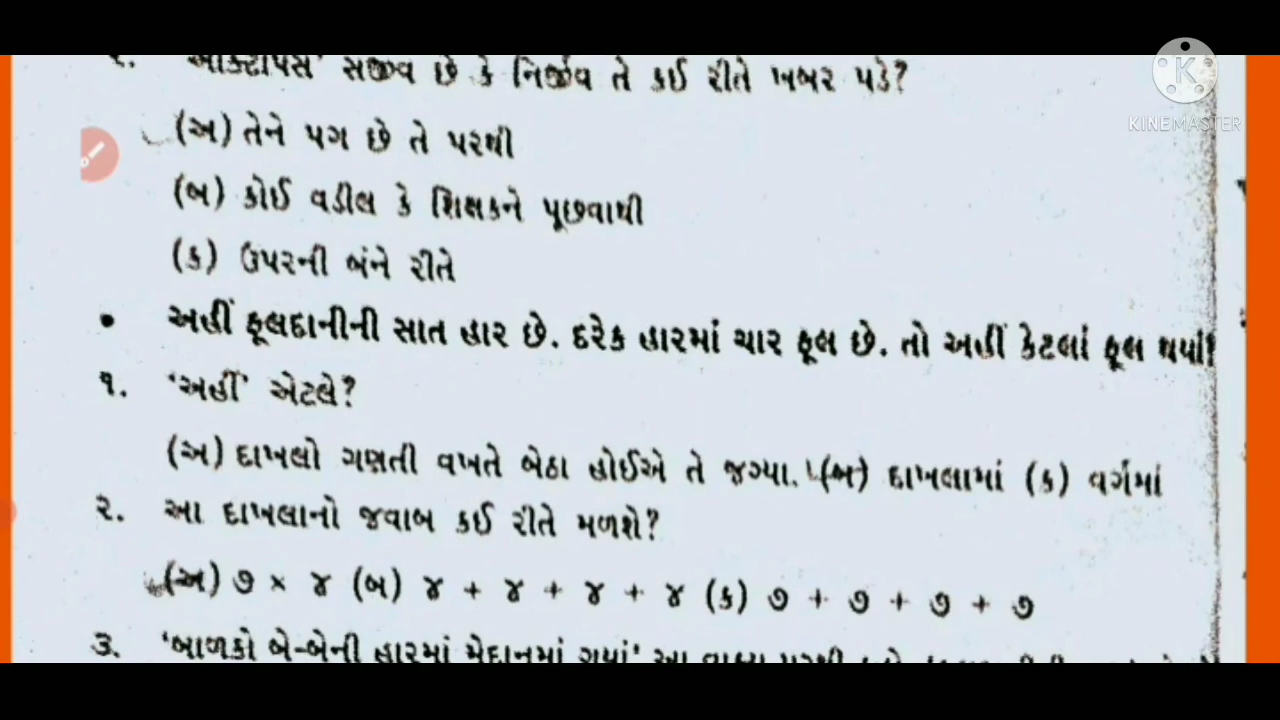 ૨. 'ઑક્ટોપસ' સજીવ છે કે નિર્જીવ તે કઈ રીતે ખબર પડે?
KINEMASTER
(અ) તેને પગ છે તે પરથી
(બ) કોઈ વડીલ કે શિક્ષકને પૂછવાથી
(ક) ઉપરની બંને રીતે
• અહીં ફૂલદાનીની સાત હાર છે. દરેક હારમાં ચાર ફૂલ છે. તો અહીં કેટલાં ફૂલ થયાં?
૧. 'અહીં' એટલે?
(અ) દાખલો ગણતી વખતે બેઠા હોઈએ તે જગ્યા. (બ) દાખલામાં (ક) વર્ગમાં
૨. આ દાખલાનો જવાબ કઈ રીતે મળશે?
(અ) ૭ × ૪ (બ) ૪ + ૪ + ૪ + ૪ (ક) ૭ + ૭ + ૭ + ૭
૩. 'બાળકો બે-બેની હારમાં મેદાનમાં ગયાં' આ વાક્ય પરથી